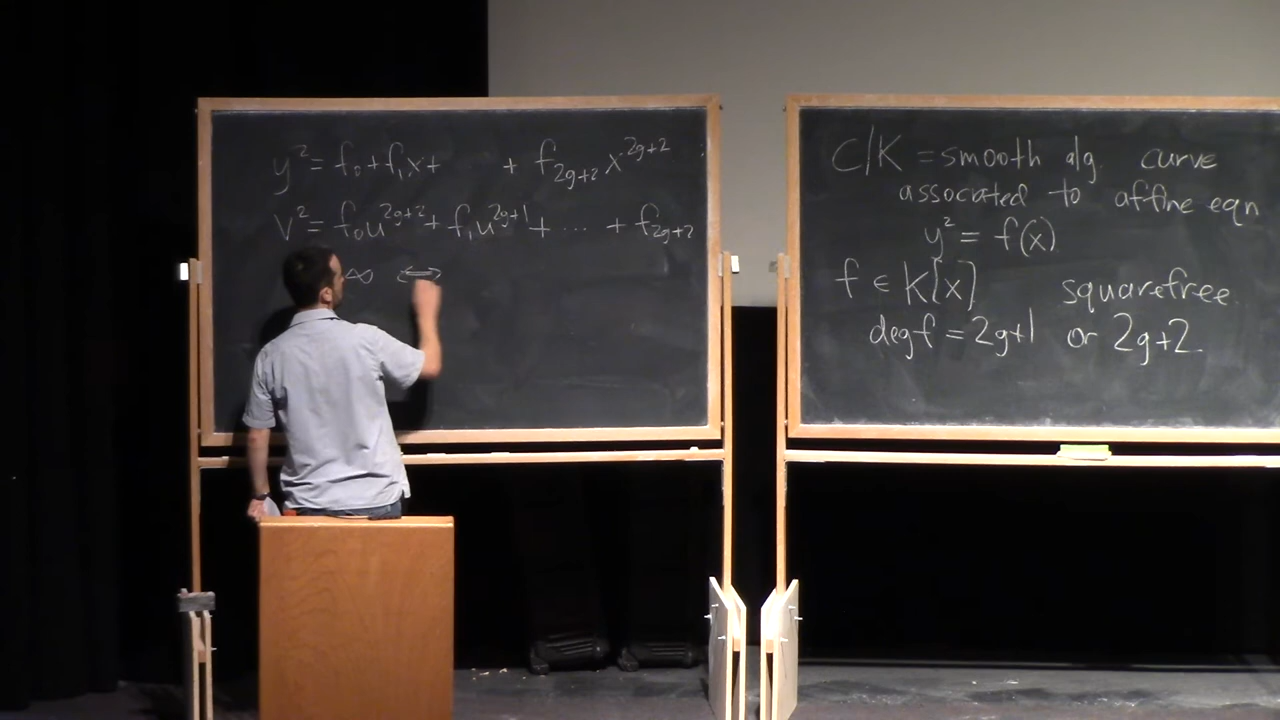 y² = f₀ + f₁x + + f_{2g+2} x^{2g+2}
v² = f₀u^{2g+2} + f₁u^{2g+1} + ... + f_{2g+2}
∞ ⟺
C/K = smooth alg. curve
associated to affine eqn
y² = f(x)
f ∈ K[x] squarefree
deg f = 2g+1 or 2g+2.